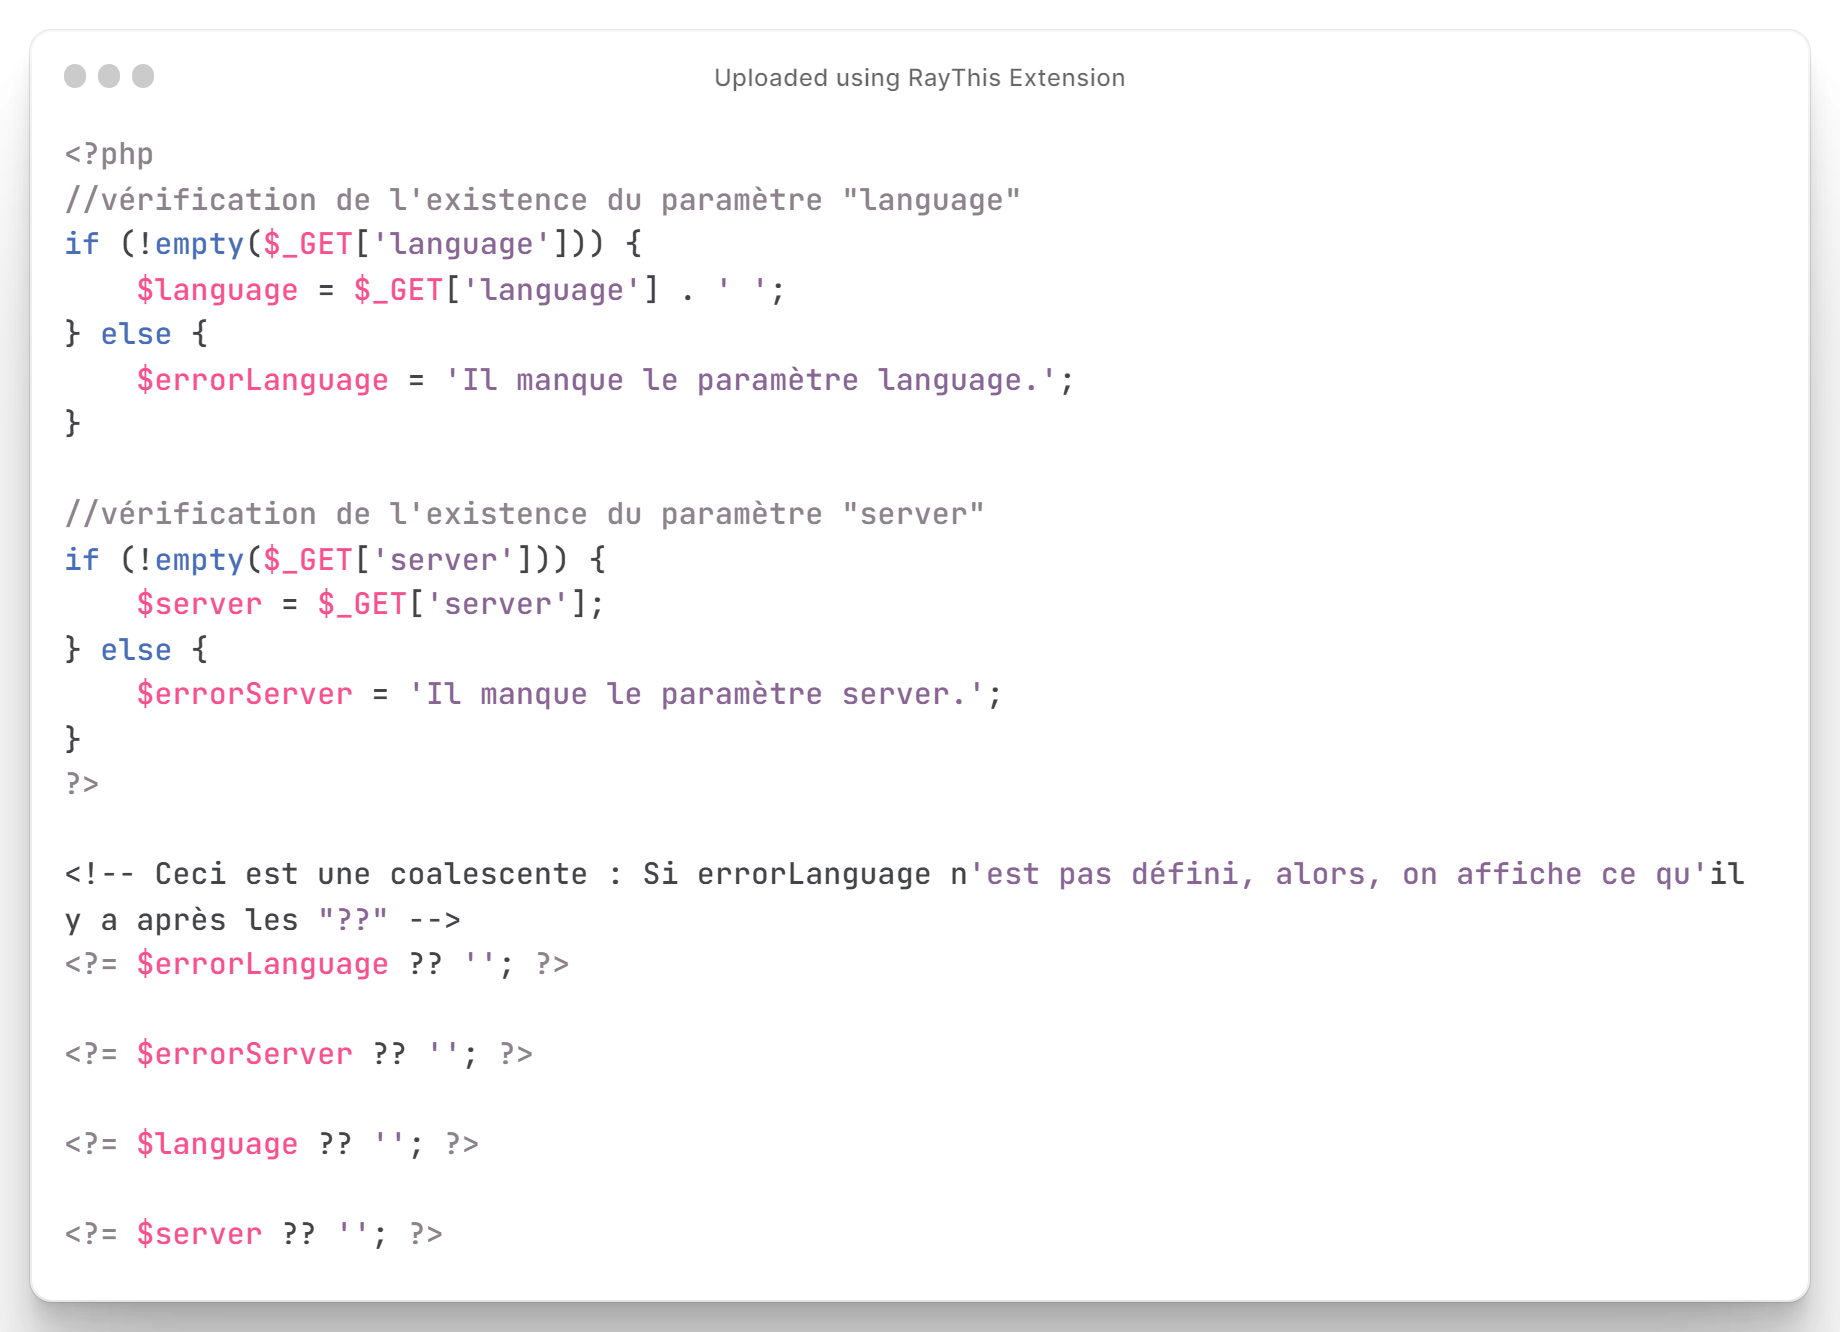 Uploaded using RayThis Extension
<?php
//vérification de l'existence du paramètre "language"
if (!empty($_GET['language'])) {
    $language = $_GET['language'] . ' ';
} else {
    $errorLanguage = 'Il manque le paramètre language.';
}
//vérification de l'existence du paramètre "server"
if (!empty($_GET['server'])) {
    $server = $_GET['server'];
} else {
    $errorServer = 'Il manque le paramètre server.';
}
?>
<!-- Ceci est une coalescente : Si errorLanguage n'est pas défini, alors, on affiche ce qu'il
y a après les "??" -->
<?= $errorLanguage ?? ''; ?>
<?= $errorServer ?? ''; ?>
<?= $language ?? ''; ?>
<?= $server ?? ''; ?>